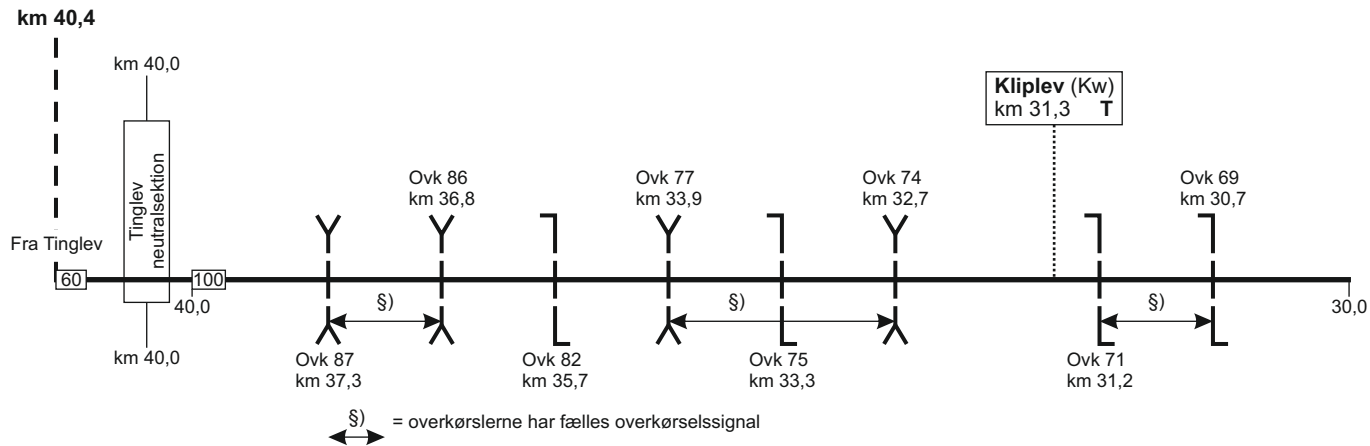 km 40,4
km 40,0
Kliplev (Kw)
km 31,3 T
Tinglev
neutralsektion
Ovk 86
km 36,8
Ovk 77
km 33,9
Ovk 74
km 32,7
Ovk 69
km 30,7
Fra Tinglev
60
100
40,0
30,0
§)
§)
§)
km 40,0
Ovk 87
km 37,3
Ovk 82
km 35,7
Ovk 75
km 33,3
Ovk 71
km 31,2
§)
= overkørslerne har fælles overkørselssignal